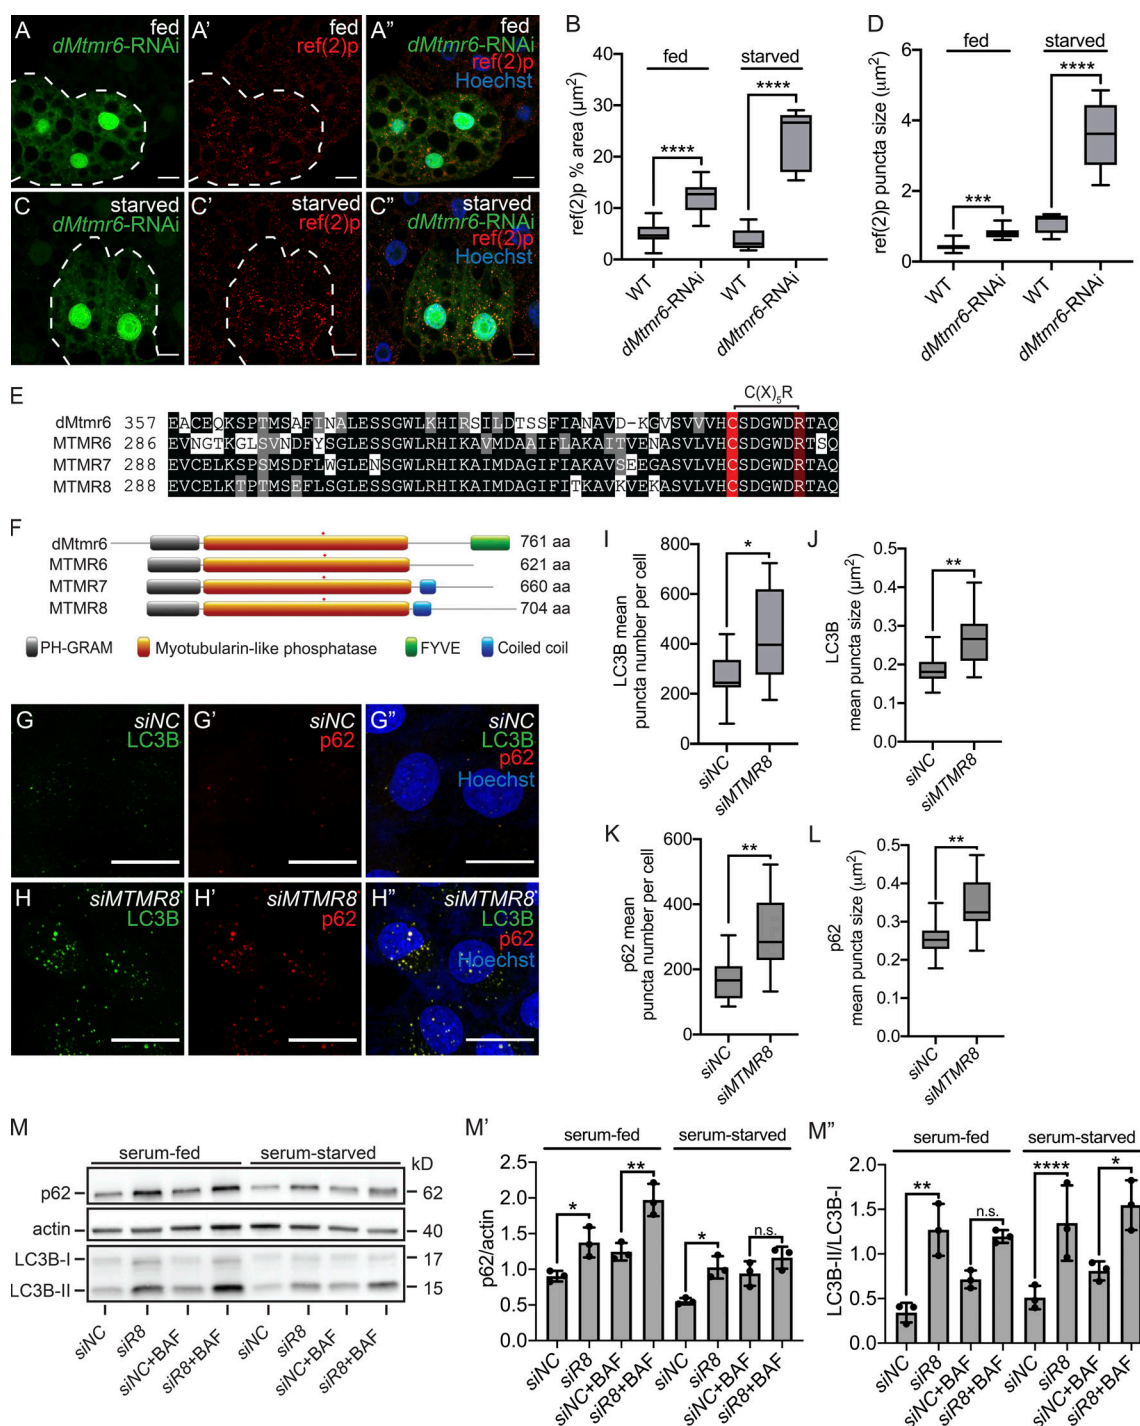 A
fed
dMtmr6-RNAi
A'
fed
ref(2)p
A"
fed
dMtmr6-RNAi
ref(2)p
Hoechst
C
starved
dMtmr6-RNAi
C'
starved
ref(2)p
C"
starved
dMtmr6-RNAi
ref(2)p
Hoechst
B
fed
starved
ref(2)p % area (µm²)
40
30
20
10
0
****
****
WT
dMtmr6-RNAi
WT
dMtmr6-RNAi
D
fed
starved
ref(2)p puncta size (µm²)
6
4
2
0
***
****
WT
dMtmr6-RNAi
WT
dMtmr6-RNAi
E
C(X)₅R
dMtmr6 357 EACEQKSPTMSAFINALESSGWLKHIRSILDTSSFIANAVD-KGVSVVVHCSDGWDRTAQ
MTMR6 286 EVNGTKGLSVNDFYSGLESSGWLRHIKAVMDAAIFLAKAITVENASVLVHCSDGWDRTSQ
MTMR7 288 EVCELKSPSMSDFLWGLENSGWLRHIKAIMDAGIFIAKAVSEEGASVLVHCSDGWDRTAQ
MTMR8 288 EVCELKTPTMSEFLSGLESSGWLRHIKAIMDAGIFITKAVKVEKASVLVHCSDGWDRTAQ
F
dMtmr6 761 aa
MTMR6 621 aa
MTMR7 660 aa
MTMR8 704 aa
PH-GRAM Myotubularin-like phosphatase FYVE Coiled coil
G
siNC
LC3B
G'
siNC
p62
G"
siNC
LC3B
p62
Hoechst
H
siMTMR8
LC3B
H'
siMTMR8
p62
H"
siMTMR8
LC3B
p62
Hoechst
I
LC3B mean
puncta number per cell
800
600
400
200
0
*
siNC
siMTMR8
J
LC3B
mean puncta size (µm²)
0.5
0.4
0.3
0.2
0.1
0.0
**
siNC
siMTMR8
K
p62 mean
puncta number per cell
600
400
200
0
**
siNC
siMTMR8
L
p62
mean puncta size (µm²)
0.5
0.4
0.3
0.2
0.1
0.0
**
siNC
siMTMR8
M
serum-fed
serum-starved
kD
p62
62
actin
40
LC3B-I
17
LC3B-II
15
siNC
siR8
siNC+BAF
siR8+BAF
siNC
siR8
siNC+BAF
siR8+BAF
M'
serum-fed
serum-starved
p62/actin
2.5
2.0
1.5
1.0
0.5
0.0
*
**
*
n.s.
siNC
siR8
siNC+BAF
siR8+BAF
siNC
siR8
siNC+BAF
siR8+BAF
M"
serum-fed
serum-starved
LC3B-II/LC3B-I
2.0
1.5
1.0
0.5
0.0
**
n.s.
****
*
siNC
siR8
siNC+BAF
siR8+BAF
siNC
siR8
siNC+BAF
siR8+BAF